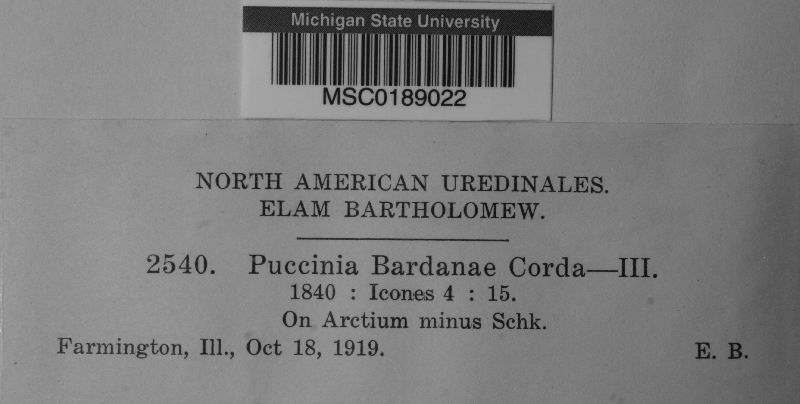 Michigan State University
MSC0189022
NORTH AMERICAN UREDINALES.
ELAM BARTHOLOMEW.
2540. Puccinia Bardanae Corda—III.
1840 : Icones 4 : 15.
On Arctium minus Schk.
Farmington, Ill., Oct 18, 1919. E. B.